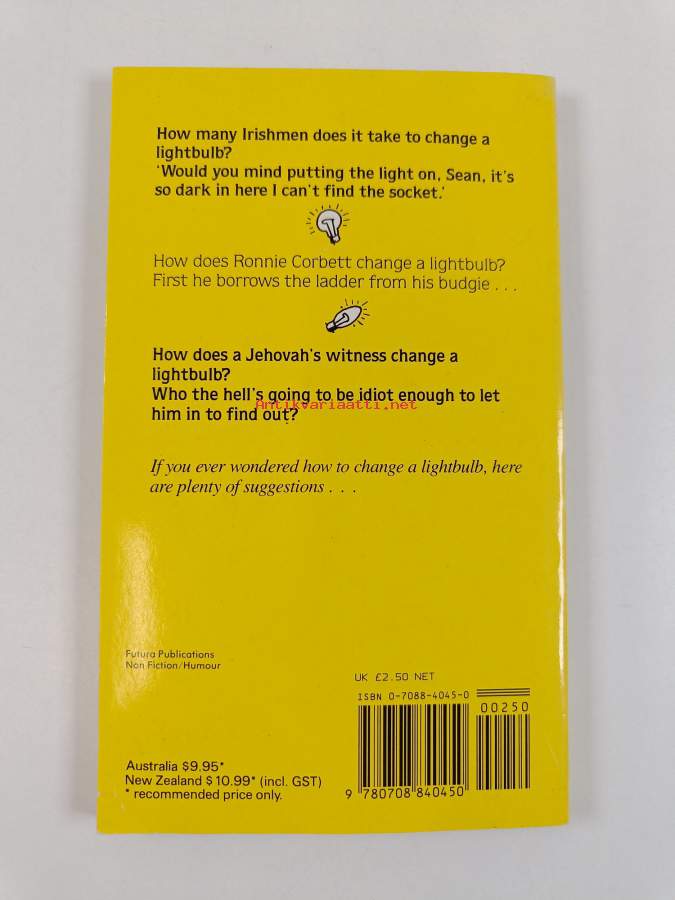 How many Irishmen does it take to change a
lightbulb?
'Would you mind putting the light on, Sean, it's
so dark in here I can't find the socket.'
How does Ronnie Corbett change a lightbulb?
First he borrows the ladder from his budgie . . .
How does a Jehovah's witness change a
lightbulb?
Who the hell's going to be idiot enough to let
him in to find out?
Antikvariaatti.net
If you ever wondered how to change a lightbulb, here
are plenty of suggestions . . .
Futura Publications
Non Fiction/Humour
UK £2.50 NET
ISBN 0-7088-4045-0
00250
9 780708 840450
Australia $9.95*
New Zealand $10.99* (incl. GST)
* recommended price only.